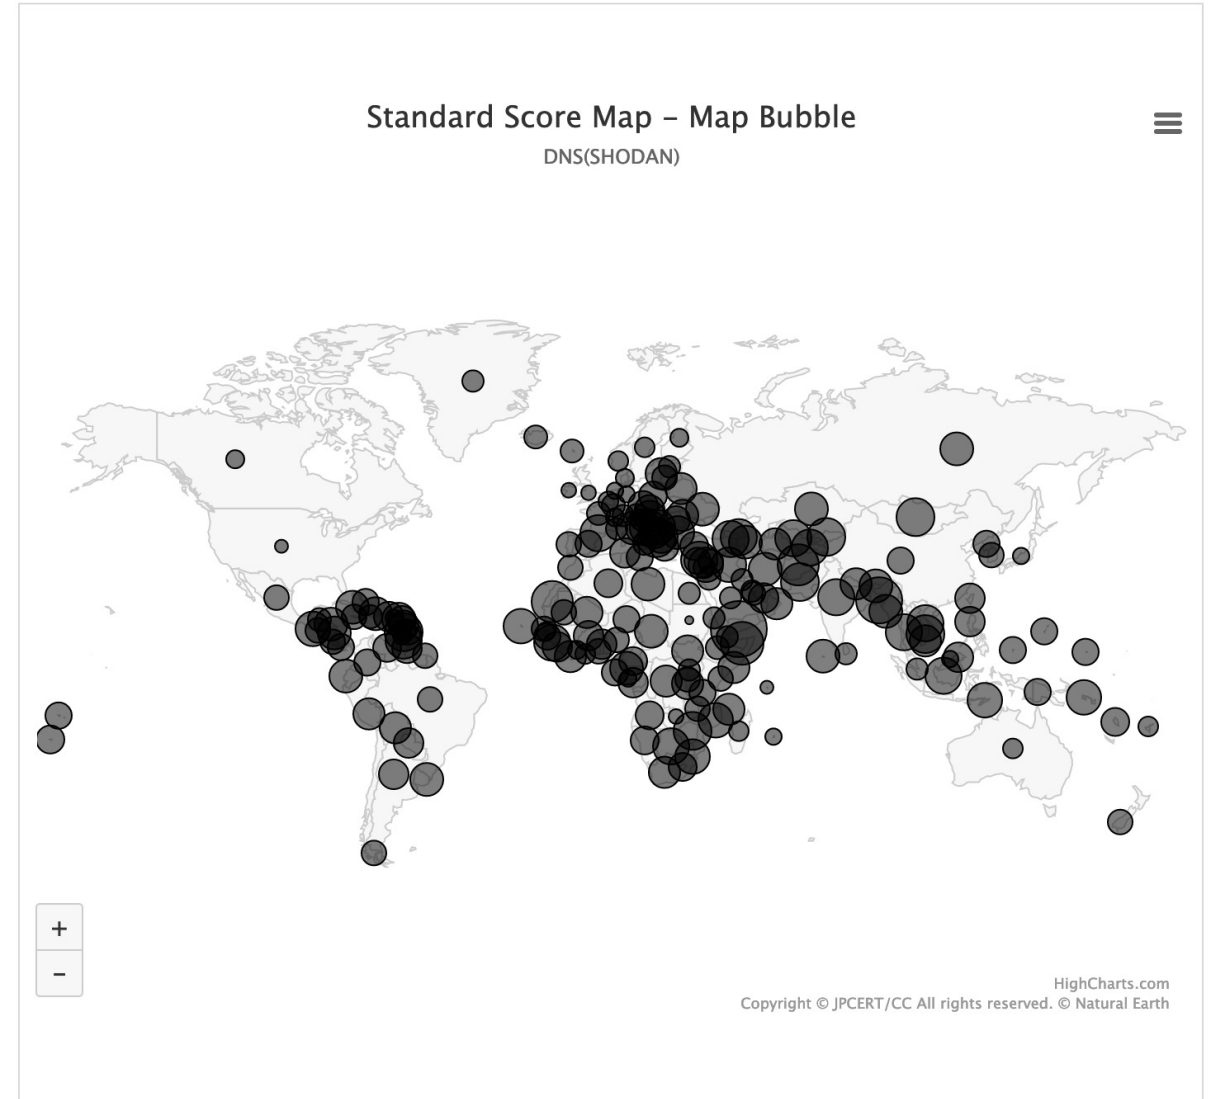 Standard Score Map – Map Bubble
DNS(SHODAN)
+
–
HighCharts.com
Copyright © JPCERT/CC All rights reserved. © Natural Earth